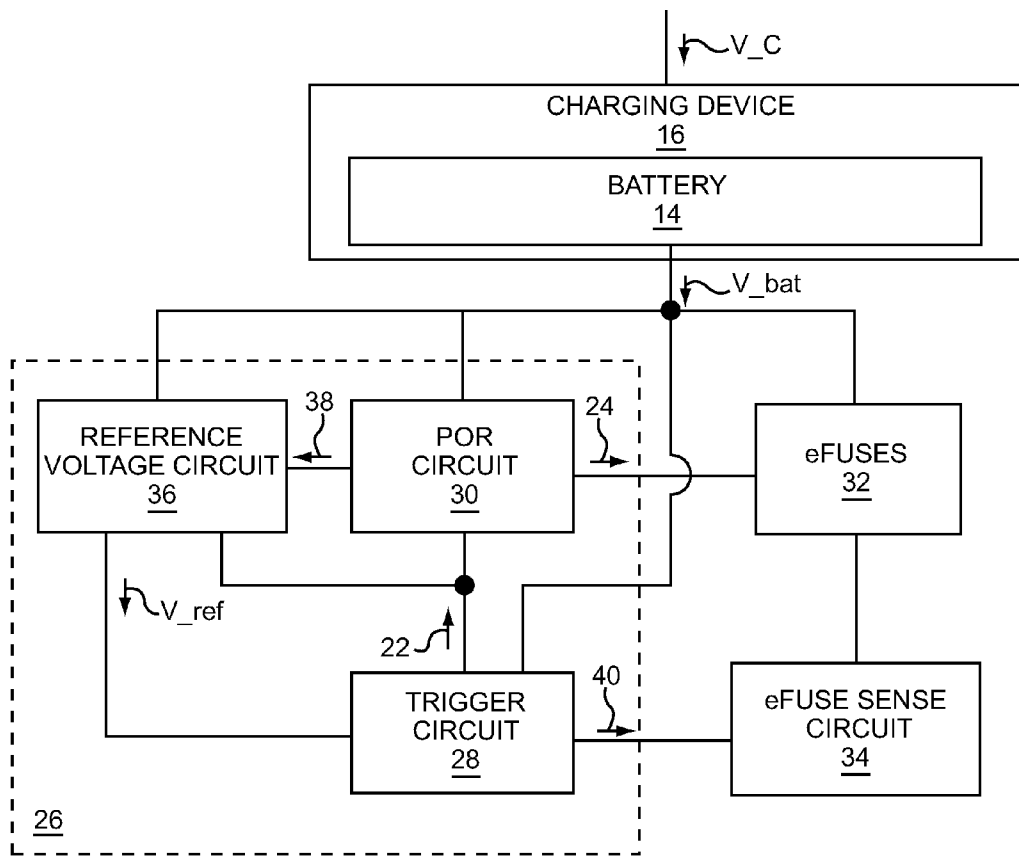 V_C
CHARGING DEVICE
16
BATTERY
14
V_bat
38
24
REFERENCE
VOLTAGE CIRCUIT
36
POR
CIRCUIT
30
eFUSES
32
V_ref
22
40
TRIGGER
CIRCUIT
28
eFUSE SENSE
CIRCUIT
34
26